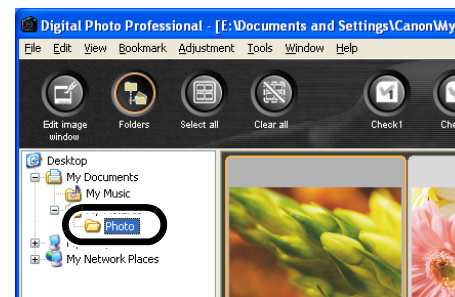 Digital Photo Professional - [E:\Documents and Settings\Canon\My
File Edit View Bookmark Adjustment Tools Window Help
Edit image window
Folders
Select all
Clear all
Check1
Desktop
My Documents
My Music
Photo
My Network Places